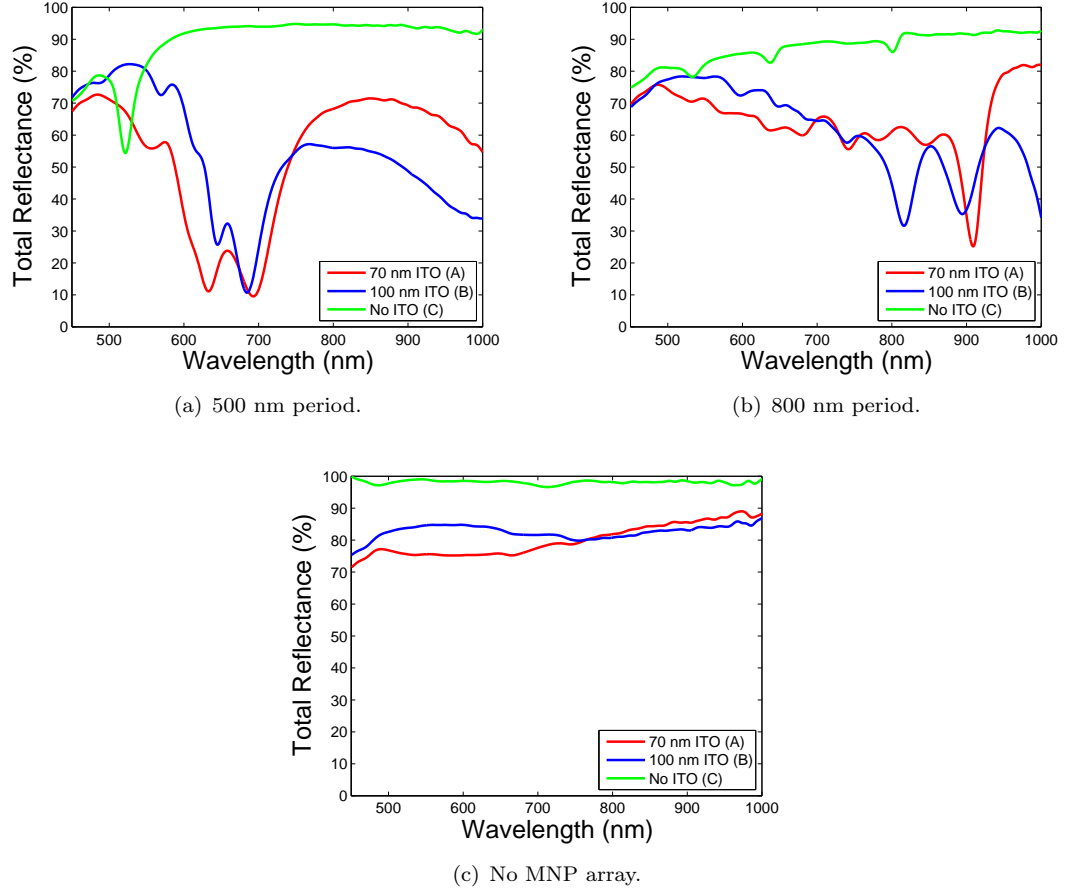 100
90
80
70
60
50
40
30
20
10
0
Total Reflectance (%)
70 nm ITO (A)
100 nm ITO (B)
No ITO (C)
500 600 700 800 900 1000
Wavelength (nm)
(a) 500 nm period.
100
90
80
70
60
50
40
30
20
10
0
Total Reflectance (%)
70 nm ITO (A)
100 nm ITO (B)
No ITO (C)
500 600 700 800 900 1000
Wavelength (nm)
(b) 800 nm period.
100
90
80
70
60
50
40
30
20
10
0
Total Reflectance (%)
70 nm ITO (A)
100 nm ITO (B)
No ITO (C)
500 600 700 800 900 1000
Wavelength (nm)
(c) No MNP array.